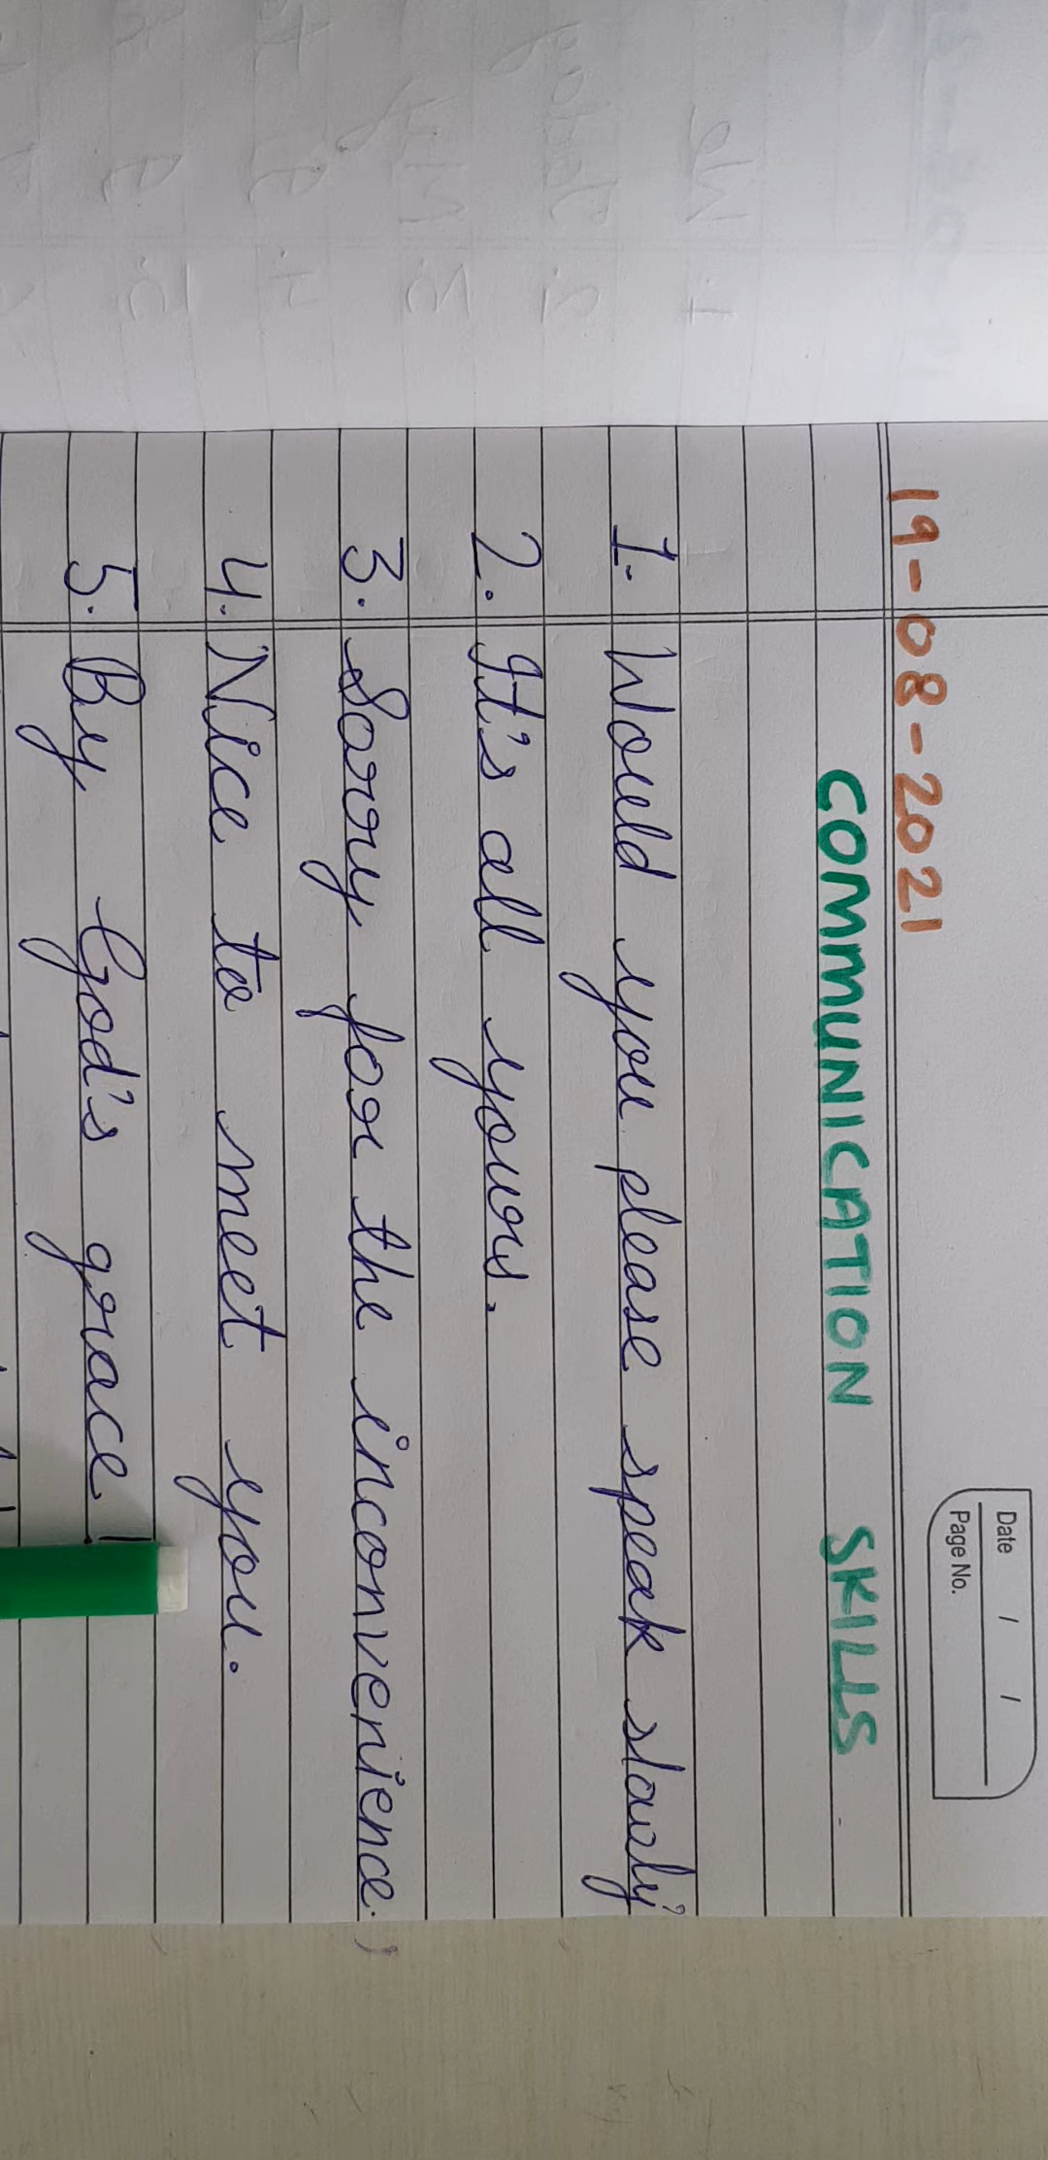 19-08-2021
Date / /
Page No.
COMMUNICATION SKILLS
1. Would you please speak slowly?
2. It's all yours.
3. Sorry for the inconvenience.
4. Nice to meet you.
5. By God's grace